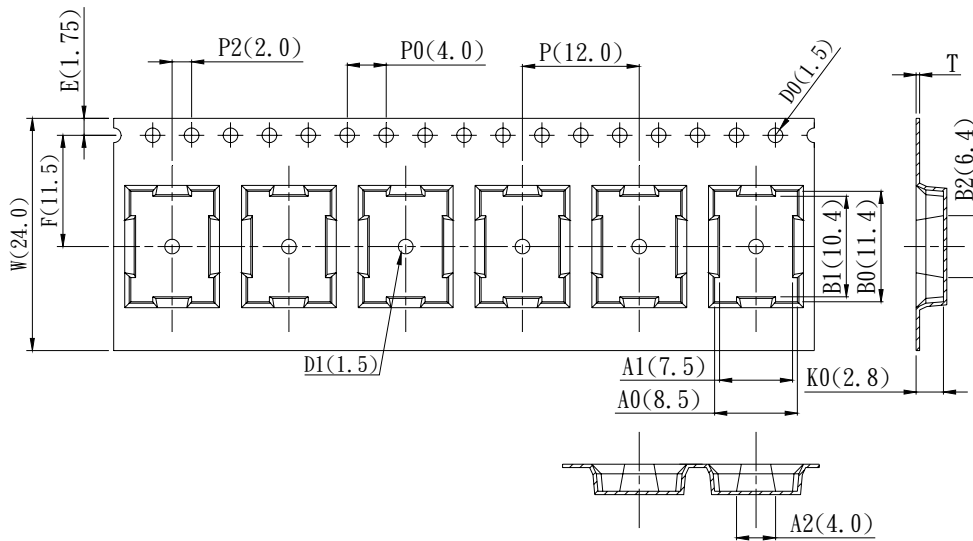 P2(2.0)
P0(4.0)
P(12.0)
D0(1.5)
T
E(1.75)
F(11.5)
W(24.0)
B1(10.4)
B0(11.4)
B2(6.4)
D1(1.5)
A1(7.5)
A0(8.5)
K0(2.8)
A2(4.0)